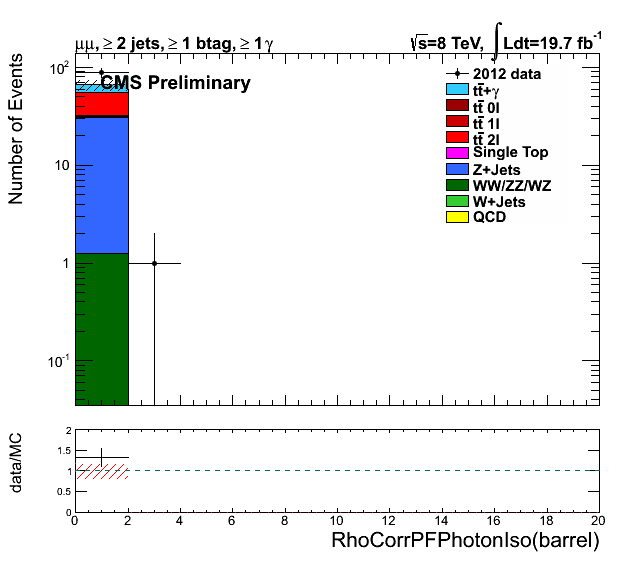 μμ, ≥ 2 jets, ≥ 1 btag, ≥ 1 γ
√s=8 TeV, ∫Ldt=19.7 fb⁻¹
CMS Preliminary
2012 data
tt̄+γ
tt̄ 0l
tt̄ 1l
tt̄ 2l
Single Top
Z+Jets
WW/ZZ/WZ
W+Jets
QCD
Number of Events
10²
10
1
10⁻¹
data/MC
2
1.5
1
0.5
0
0 2 4 6 8 10 12 14 16 18 20
RhoCorrPFPhotonIso(barrel)